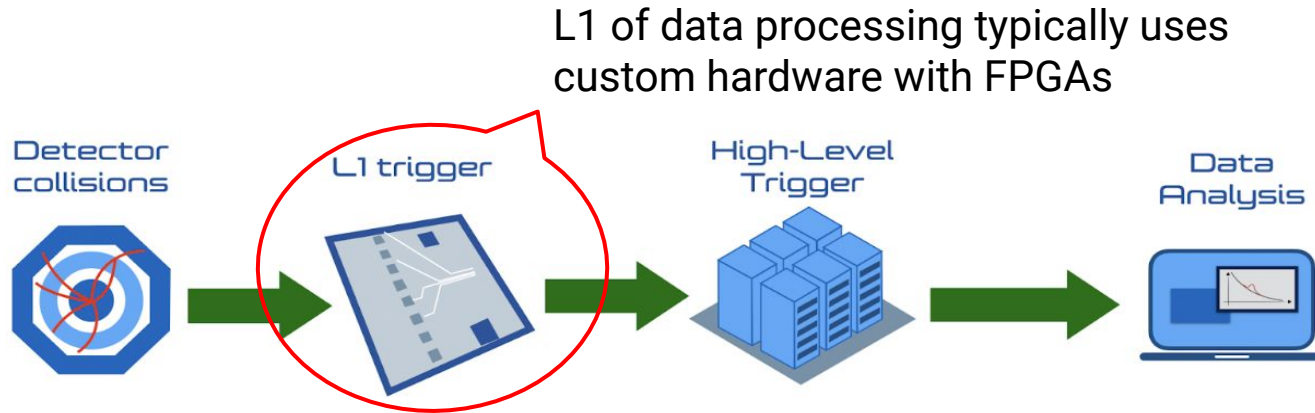 L1 of data processing typically uses
custom hardware with FPGAs
Detector
collisions
L1 trigger
High-Level
Trigger
Data
Analysis